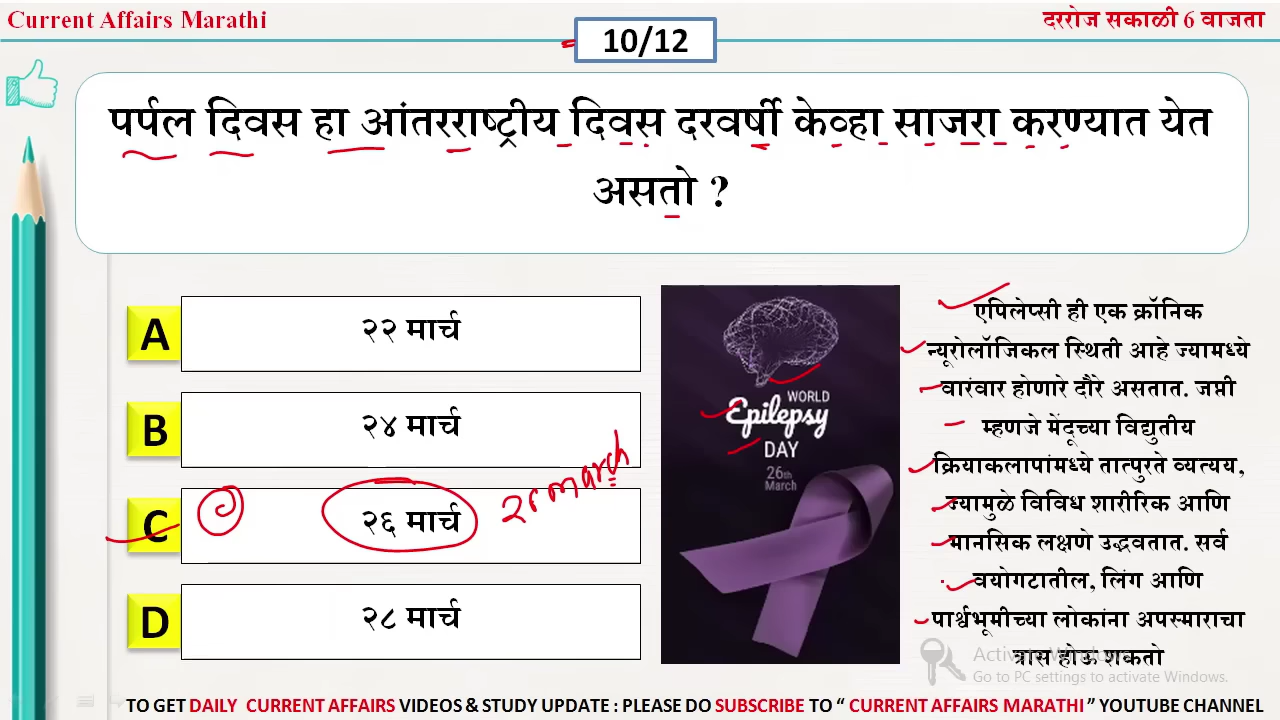 Current Affairs Marathi
दररोज सकाळी 6 वाजता
10/12
पर्पल दिवस हा आंतरराष्ट्रीय दिवस दरवर्षी केव्हा साजरा करण्यात येत
असतो ?
A
२२ मार्च
B
२४ मार्च
C
२६ मार्च
D
२८ मार्च
WORLD
Epilepsy
DAY
26th
March
एपिलेप्सी ही एक क्रॉनिक
न्यूरोलॉजिकल स्थिती आहे ज्यामध्ये
वारंवार होणारे दौरे असतात. जप्ती
म्हणजे मेंदूच्या विद्युतीय
क्रियाकलापांमध्ये तात्पुरते व्यत्यय,
ज्यामुळे विविध शारीरिक आणि
मानसिक लक्षणे उद्भवतात. सर्व
वयोगटातील, लिंग आणि
पार्श्वभूमीच्या लोकांना अपस्माराचा
त्रास होऊ शकतो
Activate Windows
Go to PC settings to activate Windows.
TO GET DAILY CURRENT AFFAIRS VIDEOS & STUDY UPDATE : PLEASE DO SUBSCRIBE TO “ CURRENT AFFAIRS MARATHI ” YOUTUBE CHANNEL
march